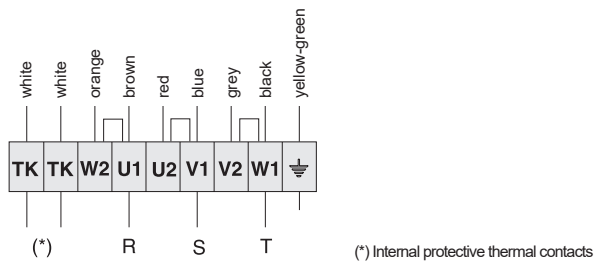 white white orange brown red blue grey black yellow-green
TK TK W2 U1 U2 V1 V2 W1
(*) R S T
(*) Internal protective thermal contacts